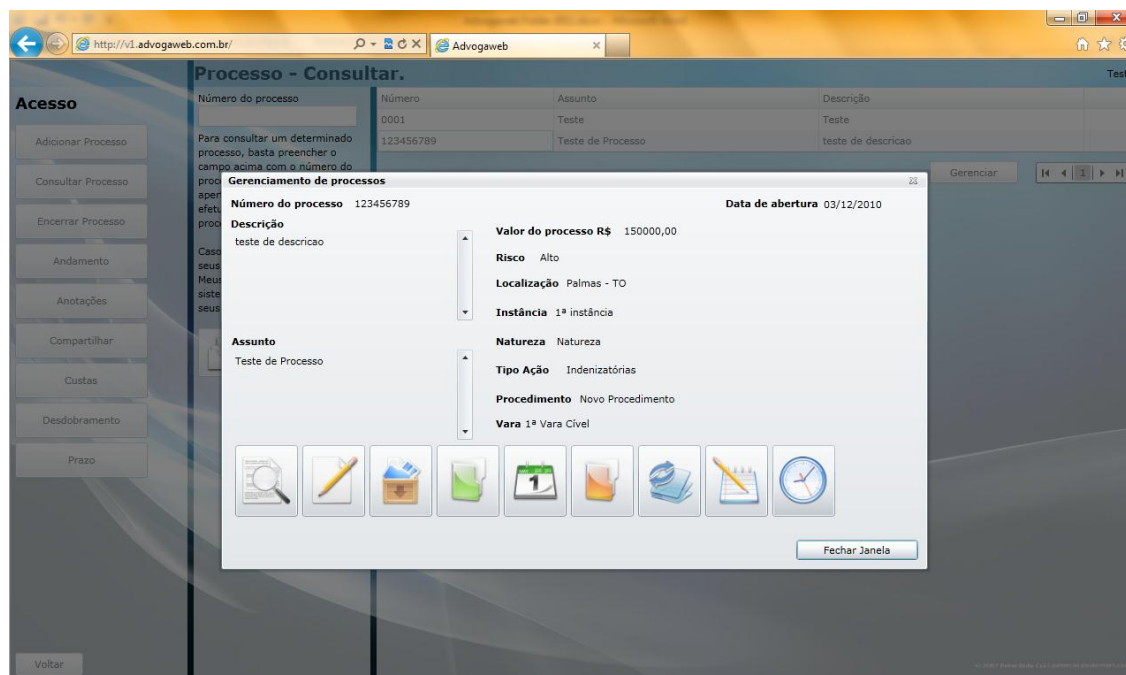 http://v1.advogaweb.com.br/
Advogaweb
Processo - Consultar.
Acesso
Adicionar Processo
Consultar Processo
Encerrar Processo
Andamento
Anotações
Compartilhar
Custas
Desdobramento
Prazo
Voltar
Número do processo
Para consultar um determinado
processo, basta preencher o
campo acima com o número do
Número Assunto Descrição
0001 Teste Teste
123456789 Teste de Processo teste de descricao
Gerenciar
1
Gerenciamento de processos
Número do processo 123456789
Data de abertura 03/12/2010
Descrição
teste de descricao
Valor do processo R$ 150000,00
Risco Alto
Localização Palmas - TO
Instância 1ª instância
Assunto
Teste de Processo
Natureza Natureza
Tipo Ação Indenizatórias
Procedimento Novo Procedimento
Vara 1ª Vara Cível
1
Fechar Janela